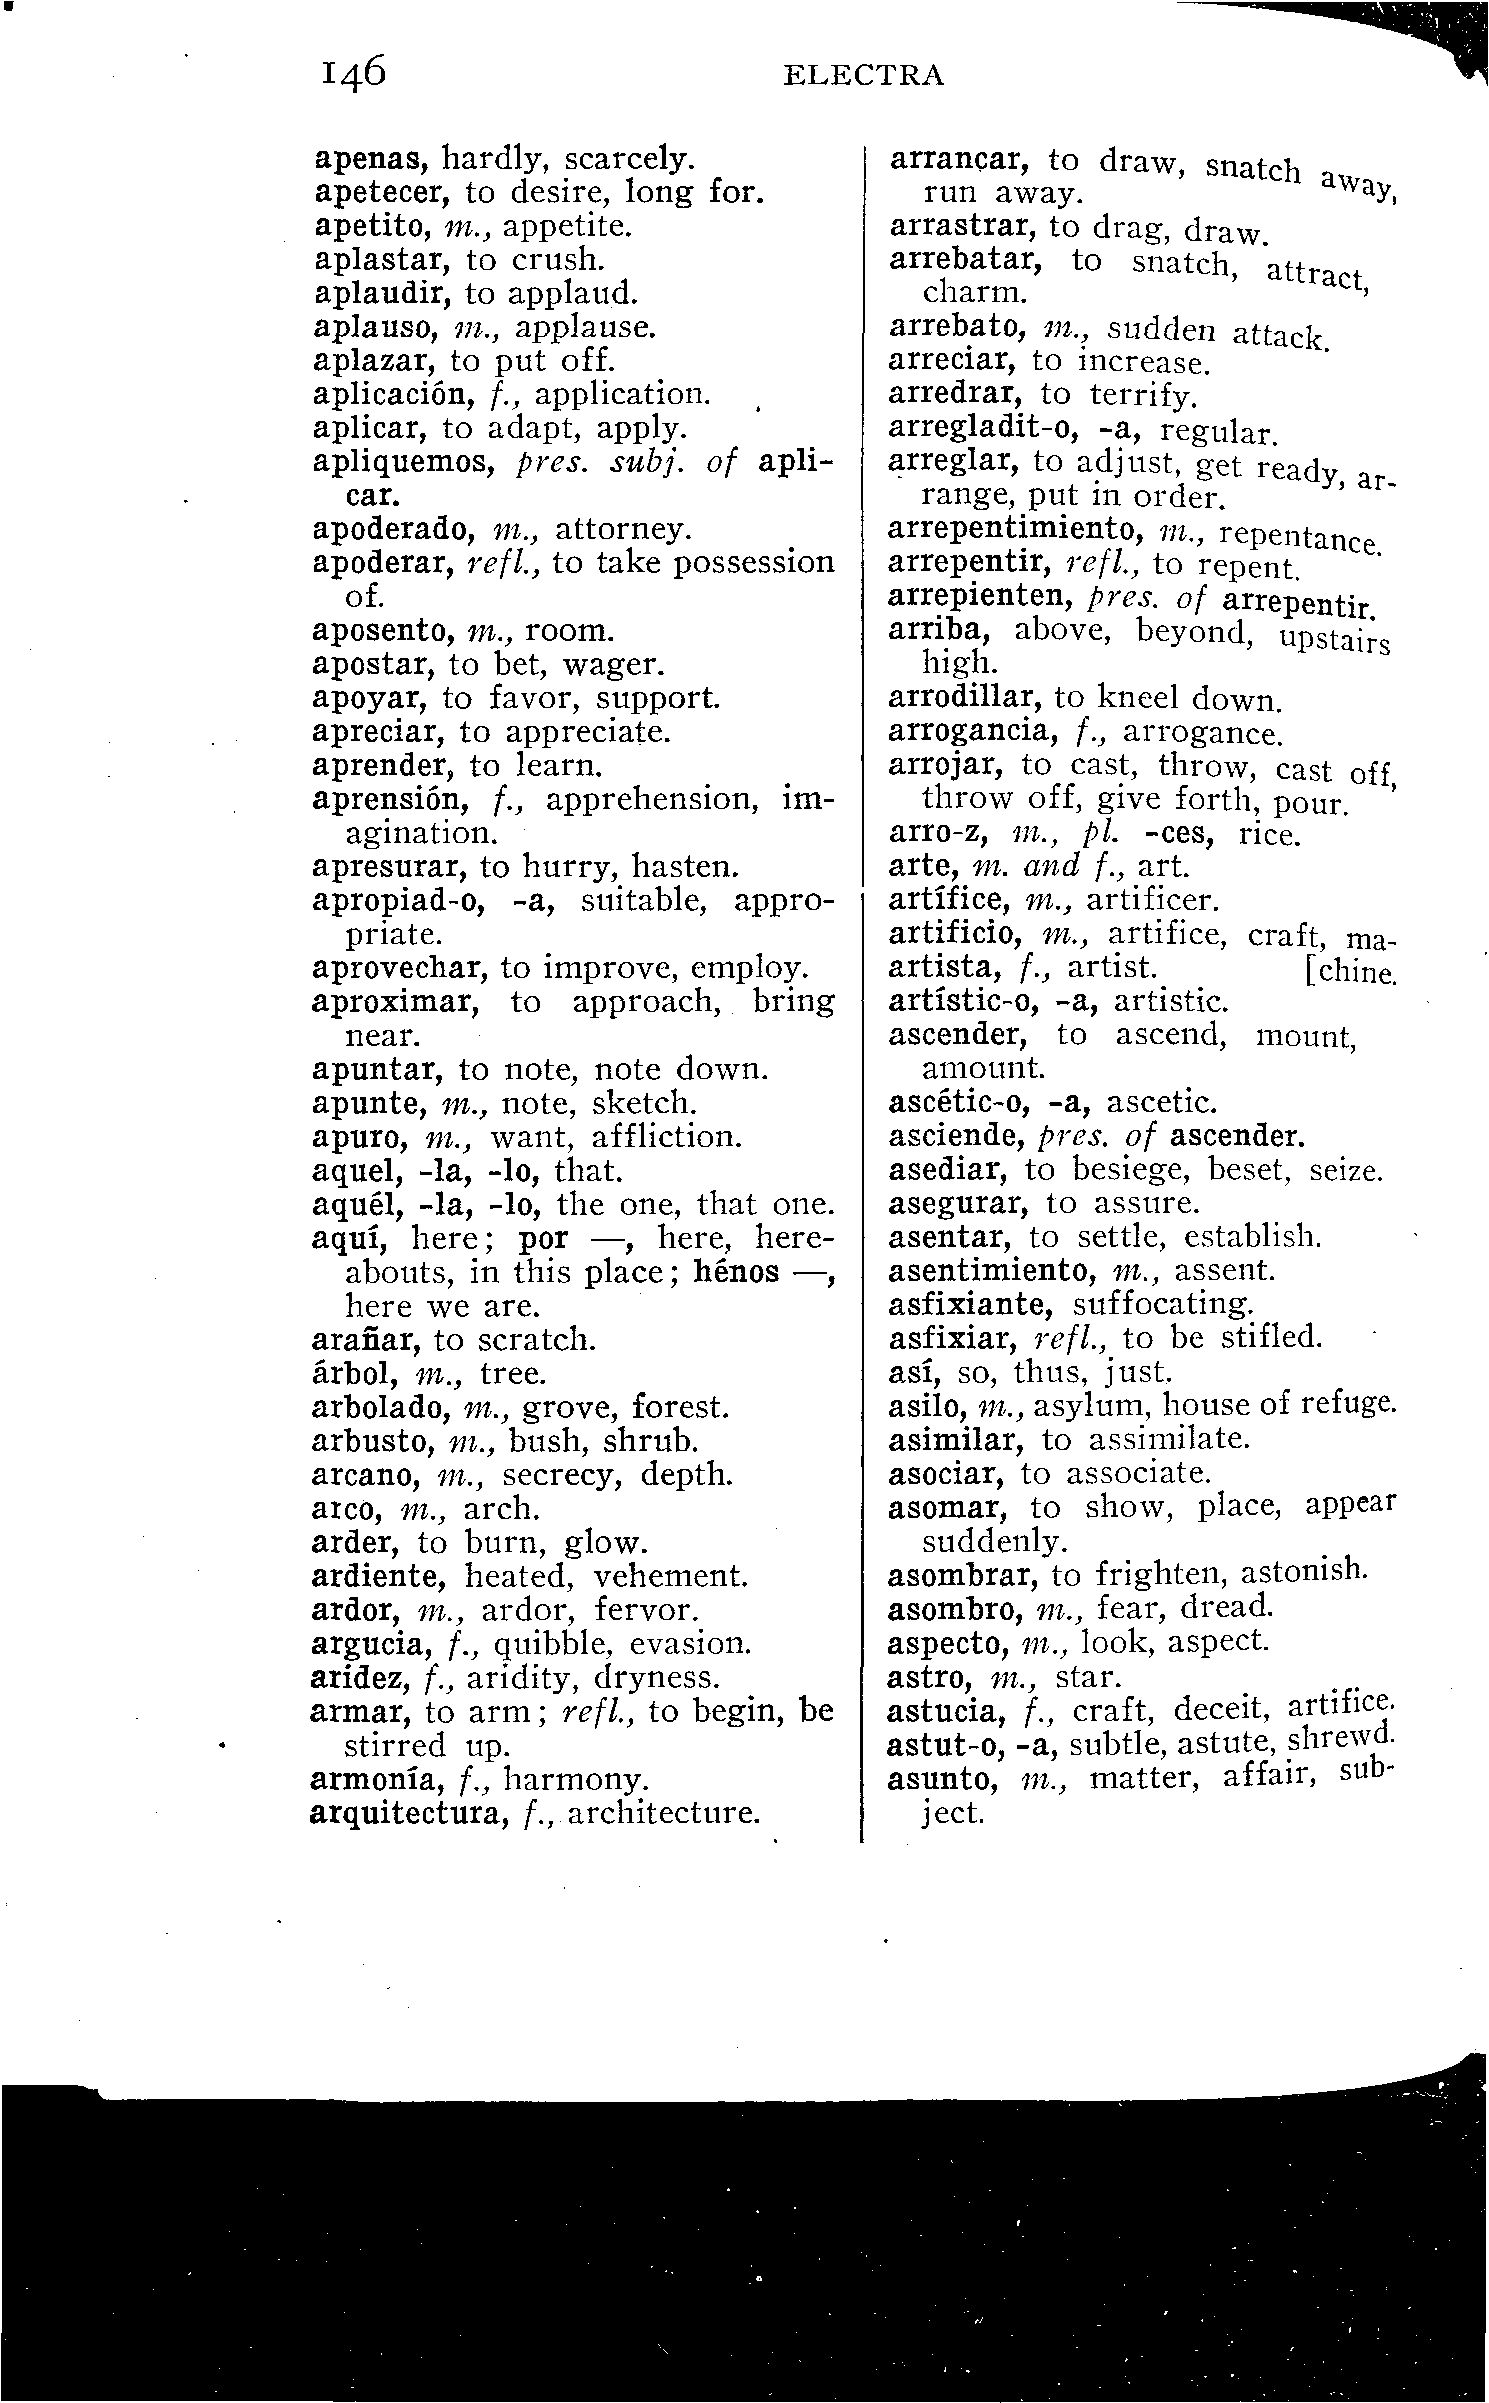 146
ELECTRA
apenas, hardly, scarcely.
apetecer, to desire, long for.
apetito, m., appetite.
aplastar, to crush.
aplaudir, to applaud.
aplauso, m., applause.
aplazar, to put off.
aplicación, f., application.
aplicar, to adapt, apply.
apliquemos, pres. subj. of apli-
car.
apoderado, m., attorney.
apoderar, refl., to take possession
of.
aposento, m., room.
apostar, to bet, wager.
apoyar, to favor, support.
apreciar, to appreciate.
aprender, to learn.
aprensión, f., apprehension, im-
agination.
apresurar, to hurry, hasten.
apropiad-o, -a, suitable, appro-
priate.
aprovechar, to improve, employ.
aproximar, to approach, bring
near.
apuntar, to note, note down.
apunte, m., note, sketch.
apuro, m., want, affliction.
aquel, -la, -lo, that.
aquél, -la, -lo, the one, that one.
aquí, here; por —, here, here-
abouts, in this place; hénos —,
here we are.
arañar, to scratch.
árbol, m., tree.
arbolado, m., grove, forest.
arbusto, m., bush, shrub.
arcano, m., secrecy, depth.
arco, m., arch.
arder, to burn, glow.
ardiente, heated, vehement.
ardor, m., ardor, fervor.
argucia, f., quibble, evasion.
aridez, f., aridity, dryness.
armar, to arm; refl., to begin, be
stirred up.
armonía, f., harmony.
arquitectura, f., architecture.
arrancar, to draw, snatch away,
run away.
arrastrar, to drag, draw.
arrebatar, to snatch, attract,
charm.
arrebato, m., sudden attack.
arreciar, to increase.
arredrar, to terrify.
arregladit-o, -a, regular.
arreglar, to adjust, get ready, ar-
range, put in order.
arrepentimiento, m., repentance.
arrepentir, refl., to repent.
arrepienten, pres. of arrepentir.
arriba, above, beyond, upstairs
high.
arrodillar, to kneel down.
arrogancia, f., arrogance.
arrojar, to cast, throw, cast off,
throw off, give forth, pour.
arro-z, m., pl. -ces, rice.
arte, m. and f., art.
artífice, m., artificer.
artificio, m., artifice, craft, ma-
artista, f., artist. [chine.
artístic-o, -a, artistic.
ascender, to ascend, mount,
amount.
ascétic-o, -a, ascetic.
asciende, pres. of ascender.
asediar, to besiege, beset, seize.
asegurar, to assure.
asentar, to settle, establish.
asentimiento, m., assent.
asfixiante, suffocating.
asfixiar, refl., to be stifled.
así, so, thus, just.
asilo, m., asylum, house of refuge.
asimilar, to assimilate.
asociar, to associate.
asomar, to show, place, appear
suddenly.
asombrar, to frighten, astonish.
asombro, m., fear, dread.
aspecto, m., look, aspect.
astro, m., star.
astucia, f., craft, deceit, artifice.
astut-o, -a, subtle, astute, shrewd.
asunto, m., matter, affair, sub-
ject.